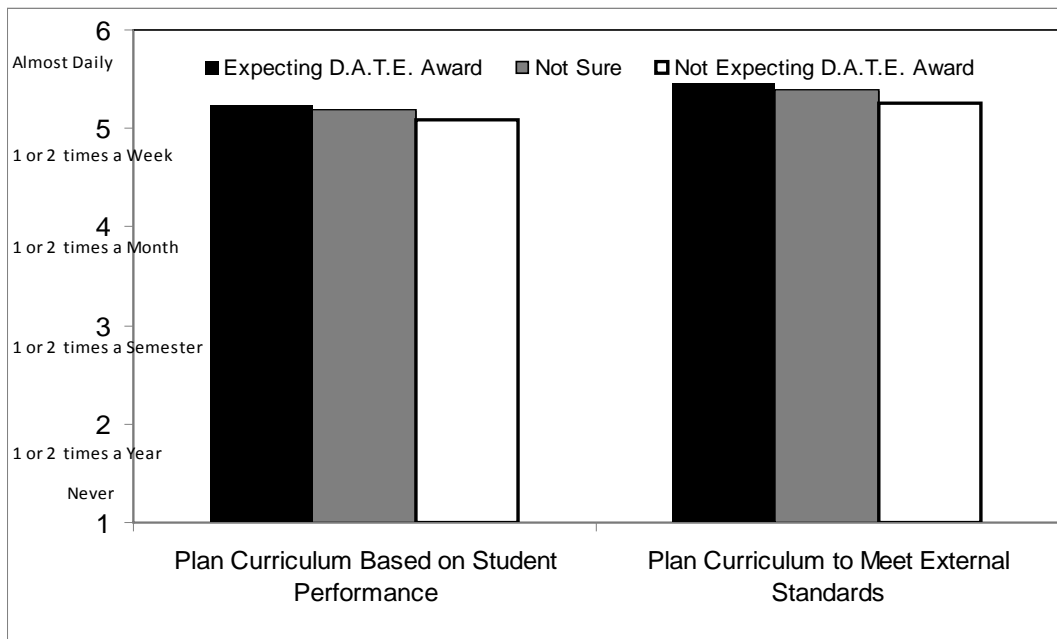 6
Almost Daily
Expecting D.A.T.E. Award Not Sure Not Expecting D.A.T.E. Award
5
1 or 2 times a Week
4
1 or 2 times a Month
3
1 or 2 times a Semester
2
1 or 2 times a Year
Never
1
Plan Curriculum Based on Student
Performance
Plan Curriculum to Meet External
Standards